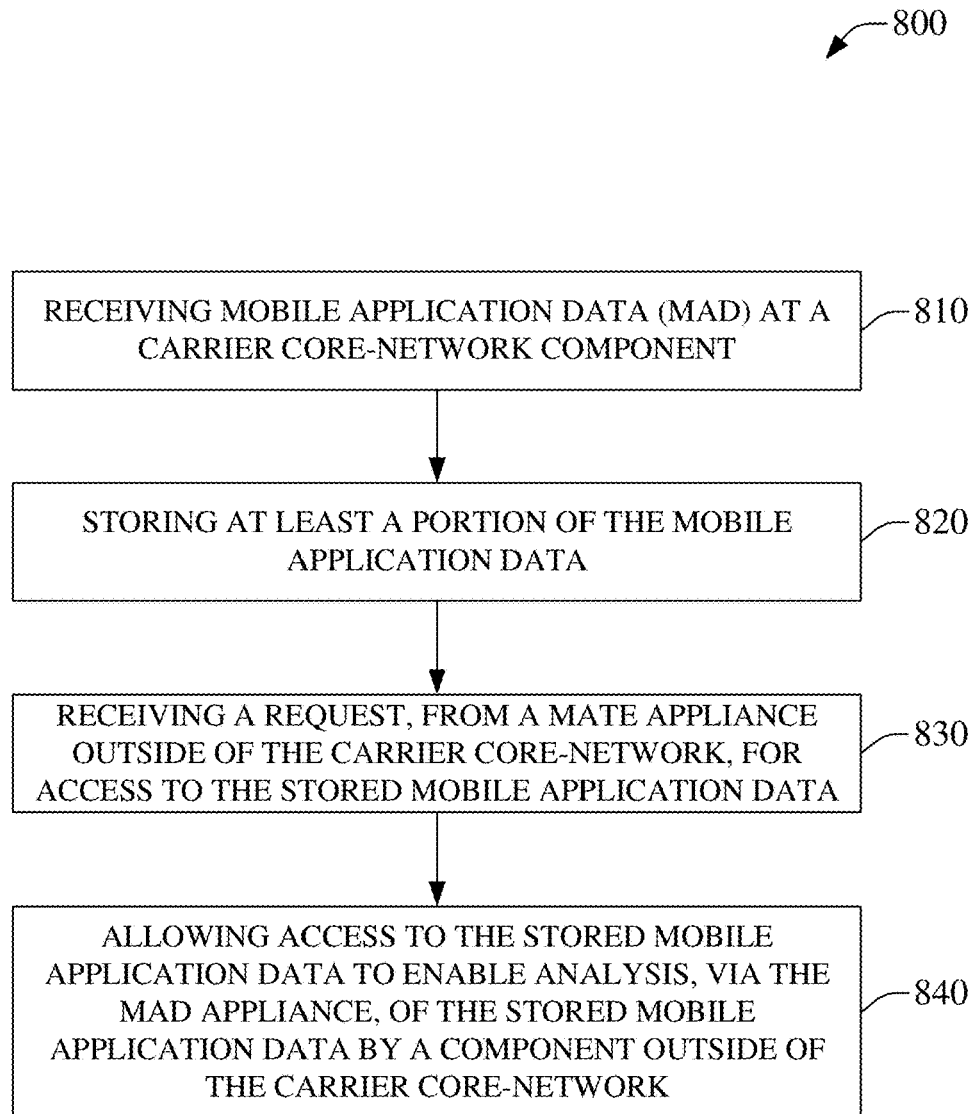 800
RECEIVING MOBILE APPLICATION DATA (MAD) AT A
CARRIER CORE-NETWORK COMPONENT
810
STORING AT LEAST A PORTION OF THE MOBILE
APPLICATION DATA
820
RECEIVING A REQUEST, FROM A MATE APPLIANCE
OUTSIDE OF THE CARRIER CORE-NETWORK, FOR
ACCESS TO THE STORED MOBILE APPLICATION DATA
830
ALLOWING ACCESS TO THE STORED MOBILE
APPLICATION DATA TO ENABLE ANALYSIS, VIA THE
MAD APPLIANCE, OF THE STORED MOBILE
APPLICATION DATA BY A COMPONENT OUTSIDE OF
THE CARRIER CORE-NETWORK
840